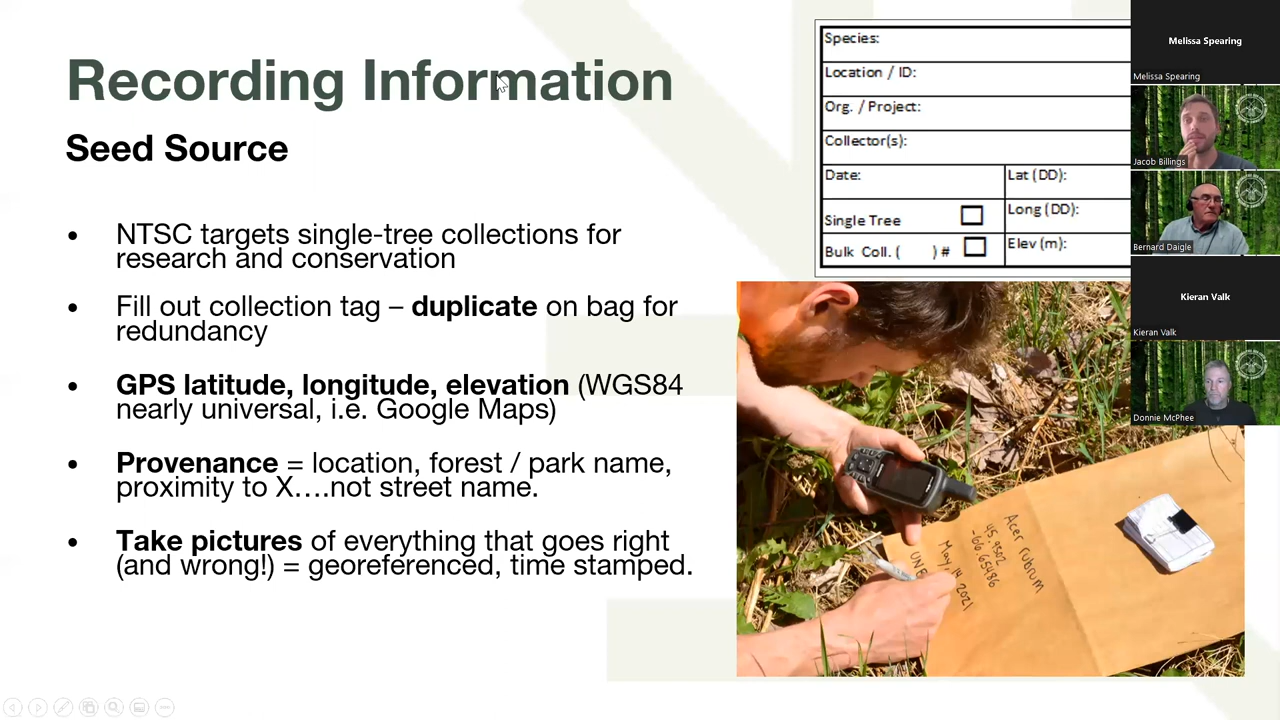 Recording Information
Seed Source
• NTSC targets single-tree collections for
research and conservation
• Fill out collection tag – duplicate on bag for
redundancy
• GPS latitude, longitude, elevation (WGS84
nearly universal, i.e. Google Maps)
• Provenance = location, forest / park name,
proximity to X….not street name.
• Take pictures of everything that goes right
(and wrong!) = georeferenced, time stamped.
Species:
Location / ID:
Org. / Project:
Collector(s):
Date:
Lat (DD):
Single Tree
Long (DD):
Bulk Coll. ( ) #
Elev (m):
Acer rubrum
45.9502
-66.65486
May 14 2021
UNB
Melissa Spearing
Melissa Spearing
Jacob Billings
Bernard Daigle
Kieran Valk
Kieran Valk
Donnie McPhee